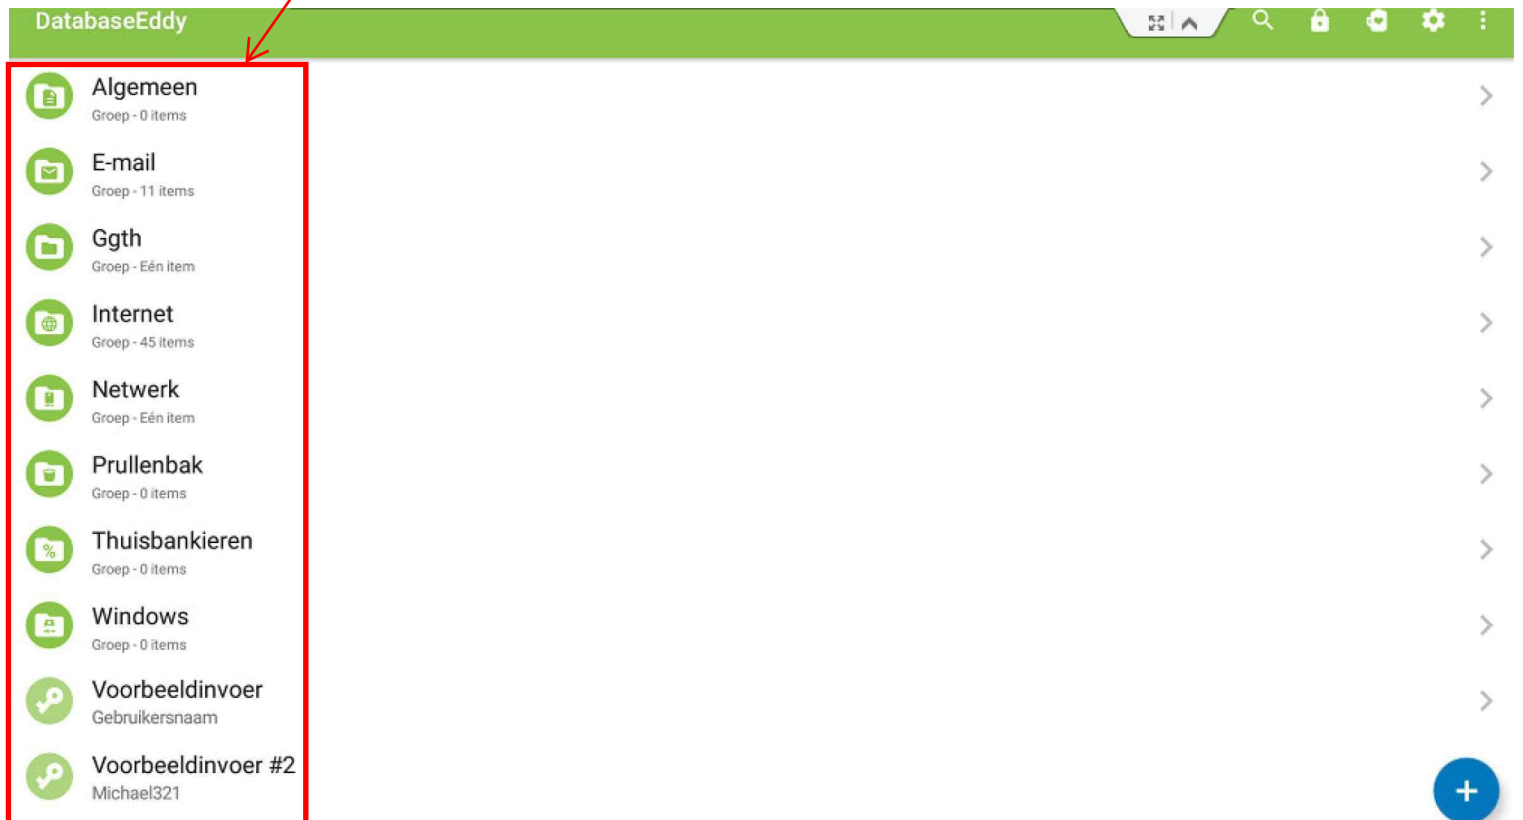 DatabaseEddy
Algemeen
Groep - 0 items
E-mail
Groep - 11 items
Ggth
Groep - Eén item
Internet
Groep - 45 items
Netwerk
Groep - Eén item
Prullenbak
Groep - 0 items
Thuisbankieren
Groep - 0 items
Windows
Groep - 0 items
Voorbeeldinvoer
Gebruikersnaam
Voorbeeldinvoer #2
Michael321